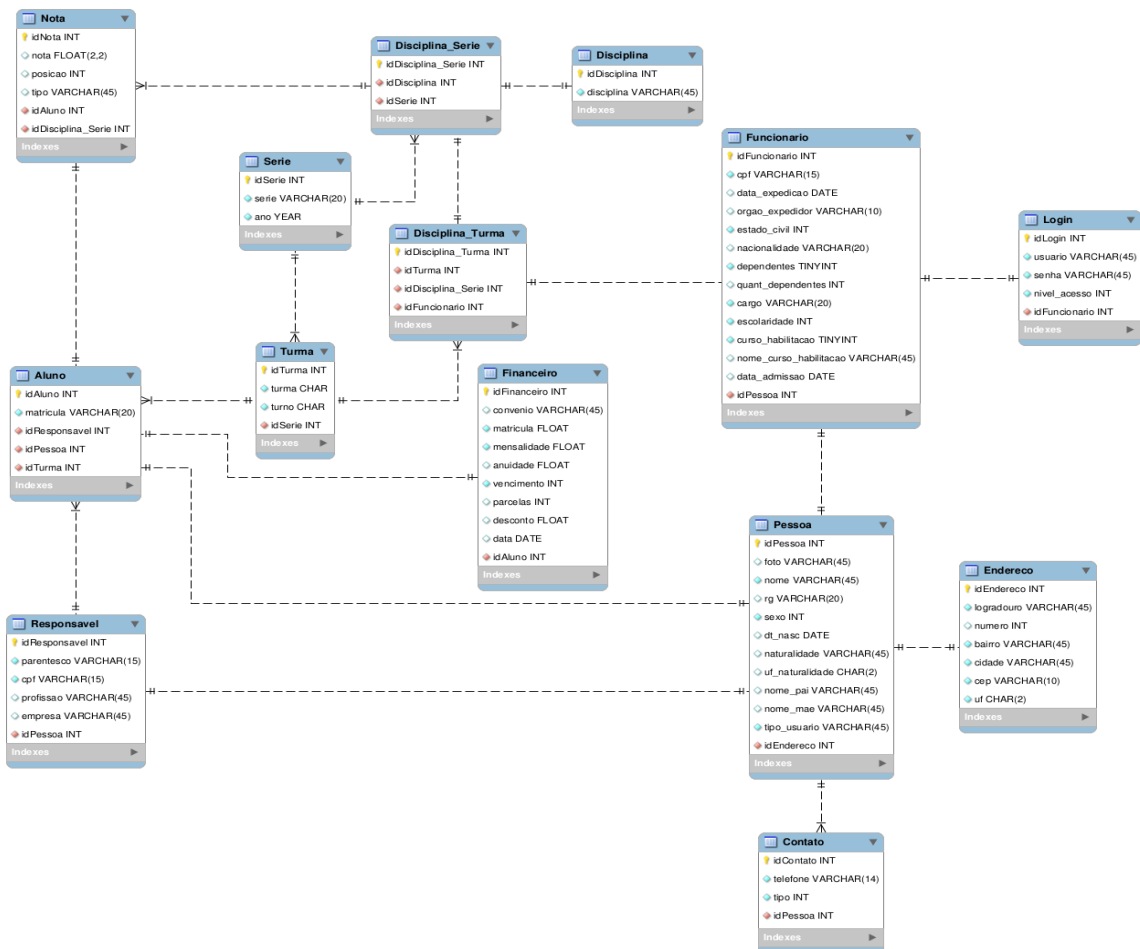 Nota
idNota INT
nota FLOAT(2,2)
posicao INT
tipo VARCHAR(45)
idAluno INT
idDisciplina_Serie INT
Indexes
Disciplina_Serie
idDisciplina_Serie INT
idDisciplina INT
idSerie INT
Indexes
Disciplina
idDisciplina INT
disciplina VARCHAR(45)
Indexes
Serie
idSerie INT
serie VARCHAR(20)
ano YEAR
Indexes
Disciplina_Turma
idDisciplina_Turma INT
idTurma INT
idDisciplina_Serie INT
idFuncionario INT
Indexes
Funcionario
idFuncionario INT
cpf VARCHAR(15)
data_expedicao DATE
orgao_expedidor VARCHAR(10)
estado_civil INT
nacionalidade VARCHAR(20)
dependentes TINYINT
quant_dependentes INT
cargo VARCHAR(20)
escolaridade INT
curso_habilitacao TINYINT
nome_curso_habilitacao VARCHAR(45)
data_admissao DATE
idPessoa INT
Indexes
Login
idLogin INT
usuario VARCHAR(45)
senha VARCHAR(45)
nivel_acesso INT
idFuncionario INT
Indexes
Turma
idTurma INT
turma CHAR
turno CHAR
idSerie INT
Indexes
Aluno
idAluno INT
matricula VARCHAR(20)
idResponsavel INT
idPessoa INT
idTurma INT
Indexes
Financeiro
idFinanceiro INT
convenio VARCHAR(45)
matricula FLOAT
mensalidade FLOAT
anuidade FLOAT
vencimento INT
parcelas INT
desconto FLOAT
data DATE
idAluno INT
Indexes
Pessoa
idPessoa INT
foto VARCHAR(45)
nome VARCHAR(45)
rg VARCHAR(20)
sexo INT
dt_nasc DATE
naturalidade VARCHAR(45)
uf_naturalidade CHAR(2)
nome_pai VARCHAR(45)
nome_mae VARCHAR(45)
tipo_usuario VARCHAR(45)
idEndereco INT
Indexes
Endereco
idEndereco INT
logradouro VARCHAR(45)
numero INT
bairro VARCHAR(45)
cidade VARCHAR(45)
cep VARCHAR(10)
uf CHAR(2)
Indexes
Responsavel
idResponsavel INT
parentesco VARCHAR(15)
cpf VARCHAR(15)
profissao VARCHAR(45)
empresa VARCHAR(45)
idPessoa INT
Indexes
Contato
idContato INT
telefone VARCHAR(14)
tipo INT
idPessoa INT
Indexes